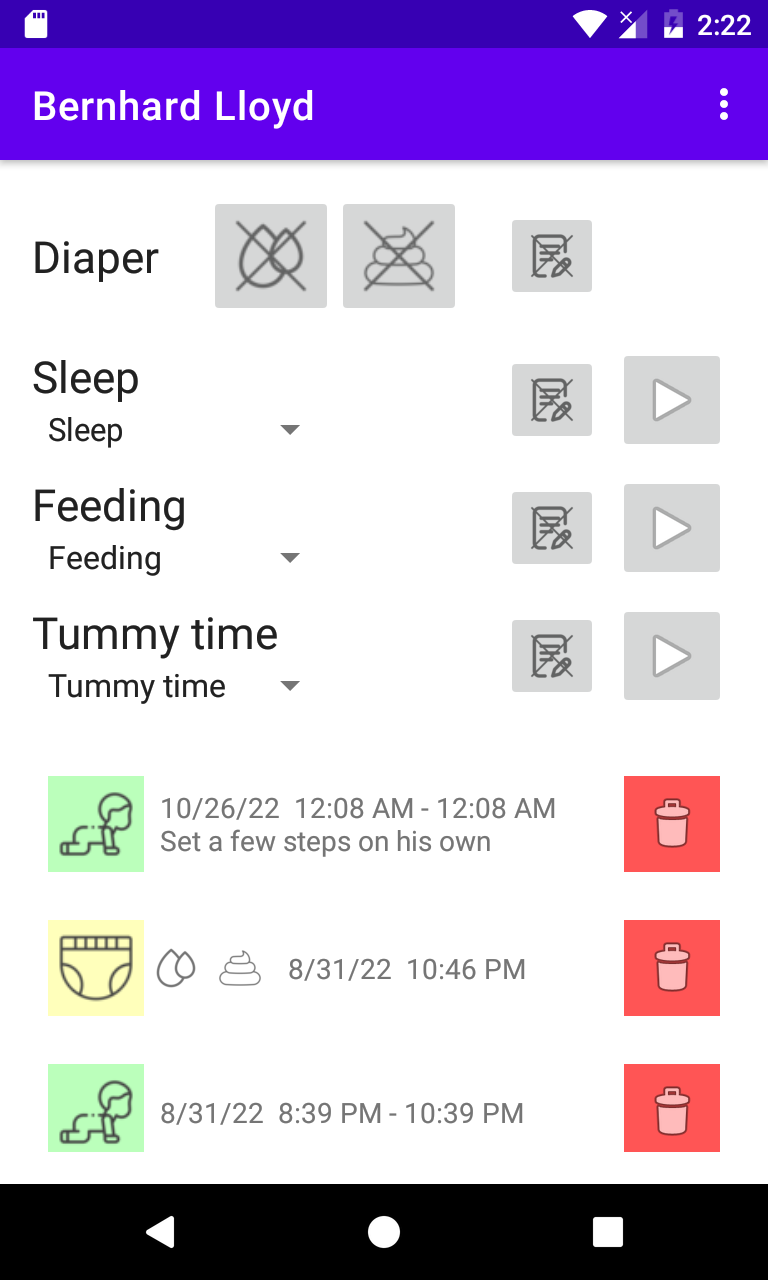 2:22
Bernhard Lloyd
Diaper
Sleep
Sleep
Feeding
Feeding
Tummy time
Tummy time
10/26/22 12:08 AM - 12:08 AM
Set a few steps on his own
8/31/22 10:46 PM
8/31/22 8:39 PM - 10:39 PM